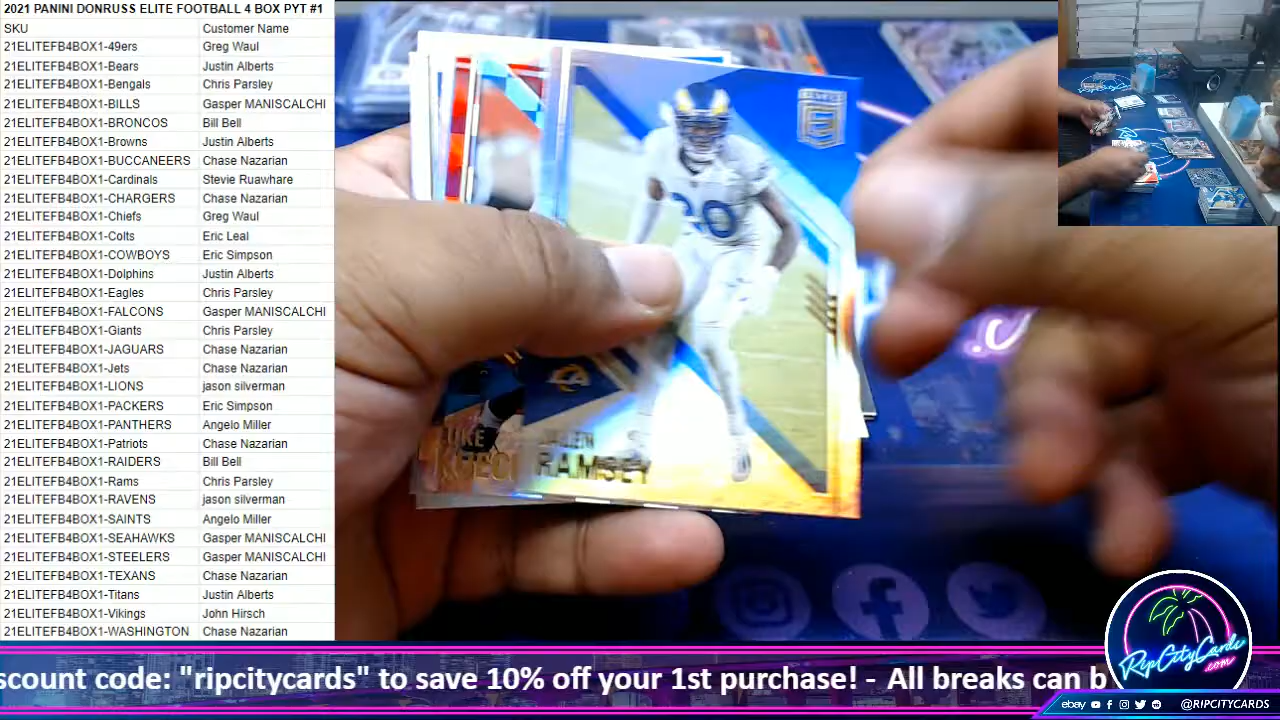 2021 PANINI DONRUSS ELITE FOOTBALL 4 BOX PYT #1
SKU Customer Name
21ELITEFB4BOX1-49ers Greg Waul
21ELITEFB4BOX1-Bears Justin Alberts
21ELITEFB4BOX1-Bengals Chris Parsley
21ELITEFB4BOX1-BILLS Gasper MANISCALCHI
21ELITEFB4BOX1-BRONCOS Bill Bell
21ELITEFB4BOX1-Browns Justin Alberts
21ELITEFB4BOX1-BUCCANEERS Chase Nazarian
21ELITEFB4BOX1-Cardinals Stevie Ruawhare
21ELITEFB4BOX1-CHARGERS Chase Nazarian
21ELITEFB4BOX1-Chiefs Greg Waul
21ELITEFB4BOX1-Colts Eric Leal
21ELITEFB4BOX1-COWBOYS Eric Simpson
21ELITEFB4BOX1-Dolphins Justin Alberts
21ELITEFB4BOX1-Eagles Chris Parsley
21ELITEFB4BOX1-FALCONS Gasper MANISCALCHI
21ELITEFB4BOX1-Giants Chris Parsley
21ELITEFB4BOX1-JAGUARS Chase Nazarian
21ELITEFB4BOX1-Jets Chase Nazarian
21ELITEFB4BOX1-LIONS jason silverman
21ELITEFB4BOX1-PACKERS Eric Simpson
21ELITEFB4BOX1-PANTHE Angelo Miller
21ELITEFB4BOX1-Patriots Chase Nazarian
21ELITEFB4BOX1-RAIDERS Bill Bell
21ELITEFB4BOX1-Rams Chris Parsley
21ELITEFB4BOX1-RAVENS jason silverman
21ELITEFB4BOX1-SAINTS Angelo Miller
21ELITEFB4BOX1-SEAHAWKS Gasper MANISCALCHI
21ELITEFB4BOX1-STEELERS Gasper MANISCALCHI
21ELITEFB4BOX1-TEXANS Chase Nazarian
21ELITEFB4BOX1-Titans Justin Alberts
21ELITEFB4BOX1-Vikings John Hirsch
21ELITEFB4BOX1-WASHINGTON Chase Nazarian
ELITE
20
RAMSEY
RipCityCards
.com
scount code: "ripcitycards" to save 10% off your 1st purchase! - All breaks can b
ebay @RIPCITYCARDS